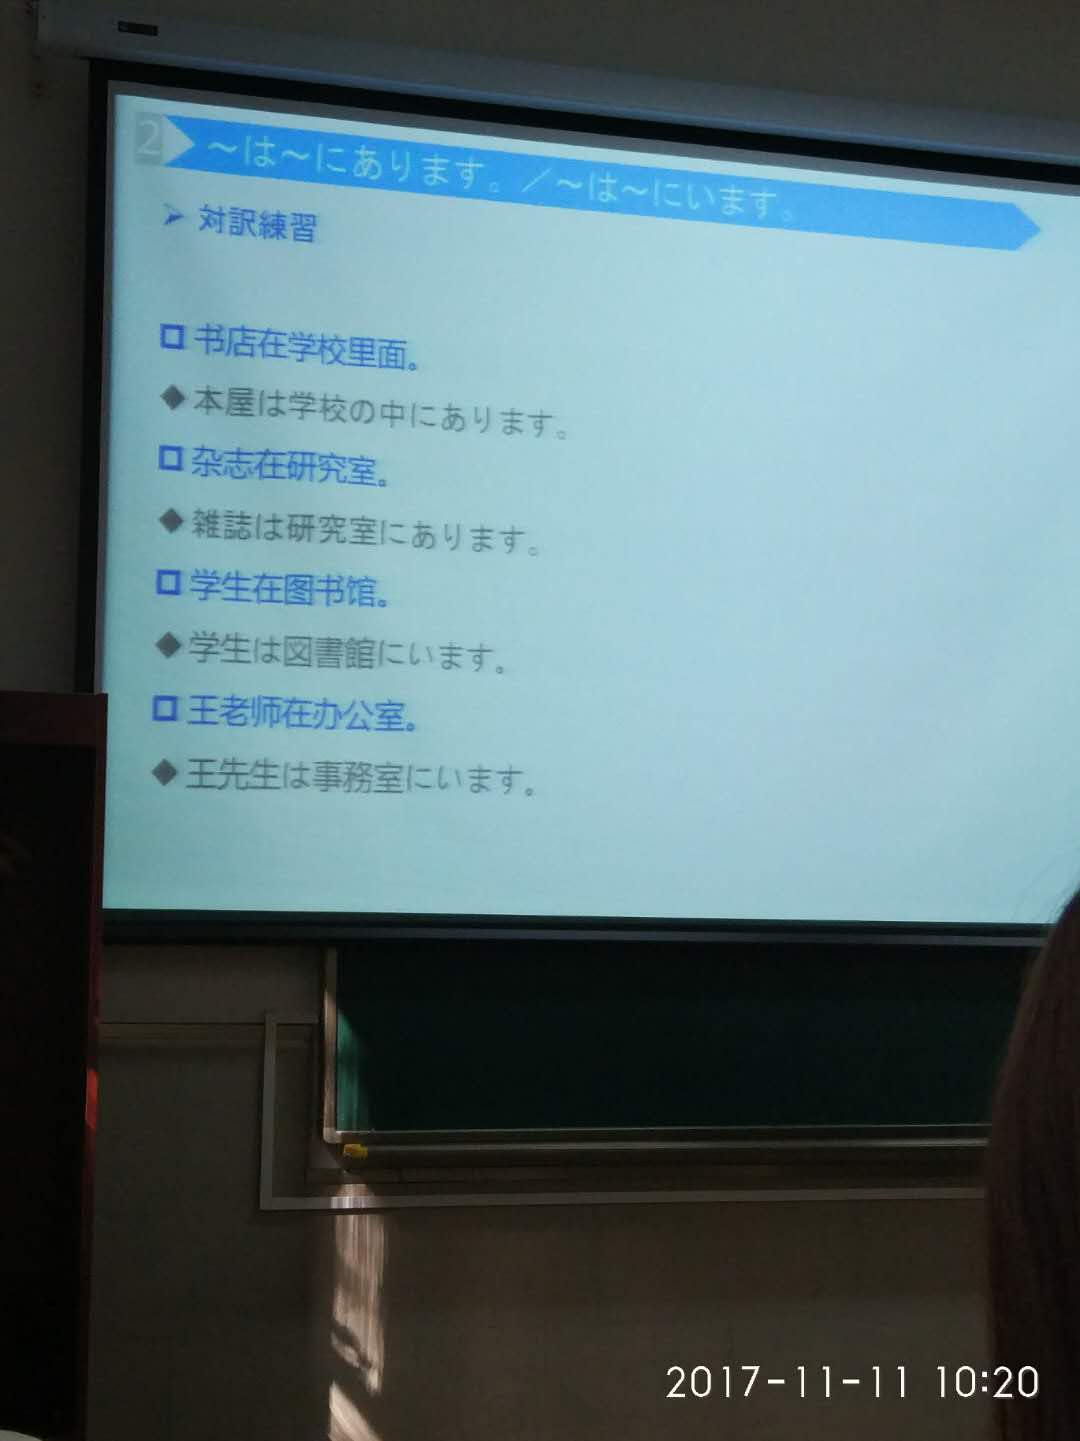 2
～は～にあります。／～は～にいます。
対訳練習
书店在学校里面。
本屋は学校の中にあります。
杂志在研究室。
雑誌は研究室にあります。
学生在图书馆。
学生は図書館にいます。
王老师在办公室。
王先生は事務室にいます。
2017-11-11 10:20